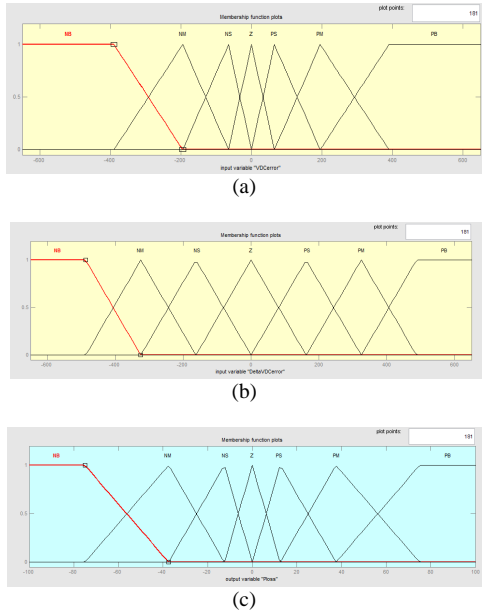 plot points: 181
Membership function plots
NB NM NS Z PS PM PB
1
0.5
0
-600 -400 -200 0 200 400 600
input variable "VDCerror"
(a)
plot points: 181
Membership function plots
NB NM NS Z PS PM PB
1
0.5
0
-600 -400 -200 0 200 400 600
input variable "DeltaVDCerror"
(b)
plot points: 181
Membership function plots
NB NM NS Z PS PM PB
1
0.5
0
-100 -80 -60 -40 -20 0 20 40 60 80 100
output variable "Ploss"
(c)